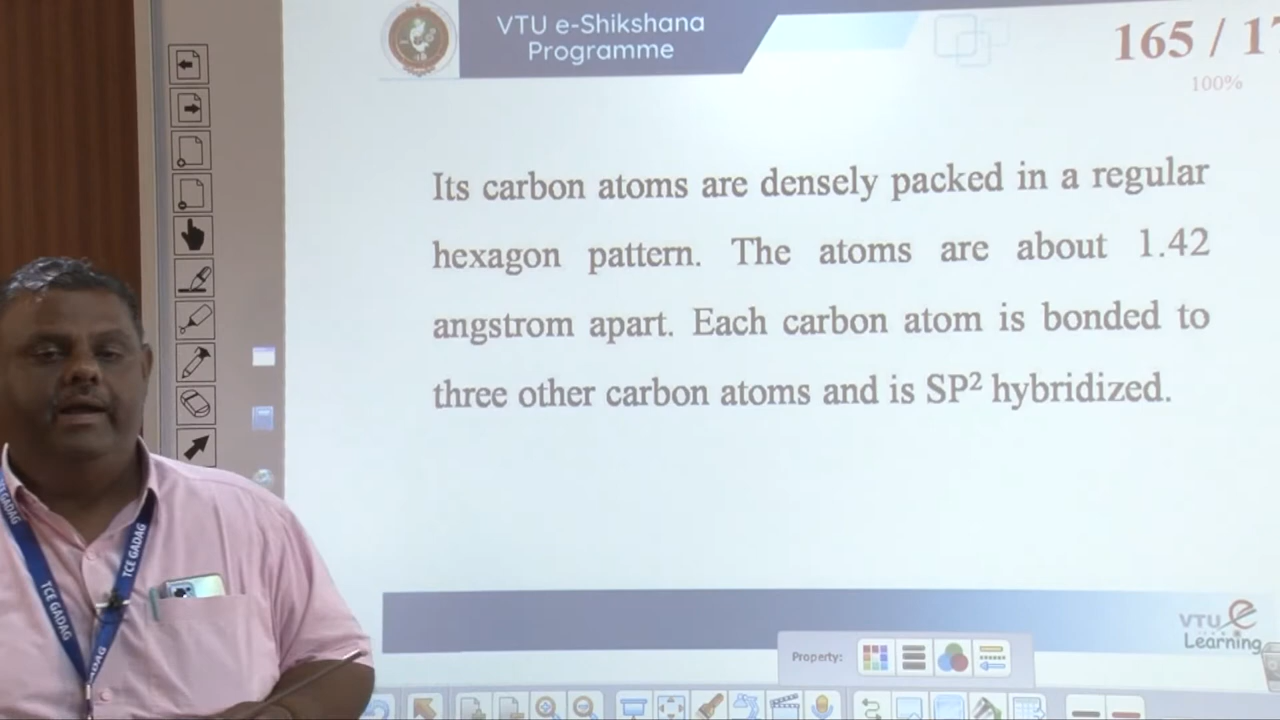 VTU e-Shikshana
Programme
165 / 17
100%
Its carbon atoms are densely packed in a regular
hexagon pattern. The atoms are about 1.42
angstrom apart. Each carbon atom is bonded to
three other carbon atoms and is SP² hybridized.
TCE GADAG
TCE GADAG
GADAG
VTU e
Learning
Property: